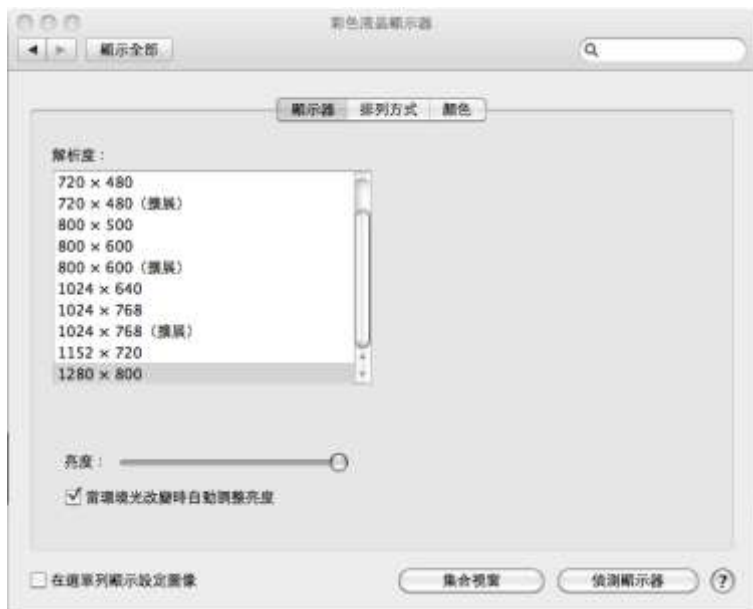 彩色液晶顯示器
顯示全部
顯示器 排列方式 顏色
解析度：
720 × 480
720 × 480（擴展）
800 × 500
800 × 600
800 × 600（擴展）
1024 × 640
1024 × 768
1024 × 768（擴展）
1152 × 720
1280 × 800
亮度：
當環境光改變時自動調整亮度
在選單列顯示設定圖像 集合視窗 偵測顯示器 ?